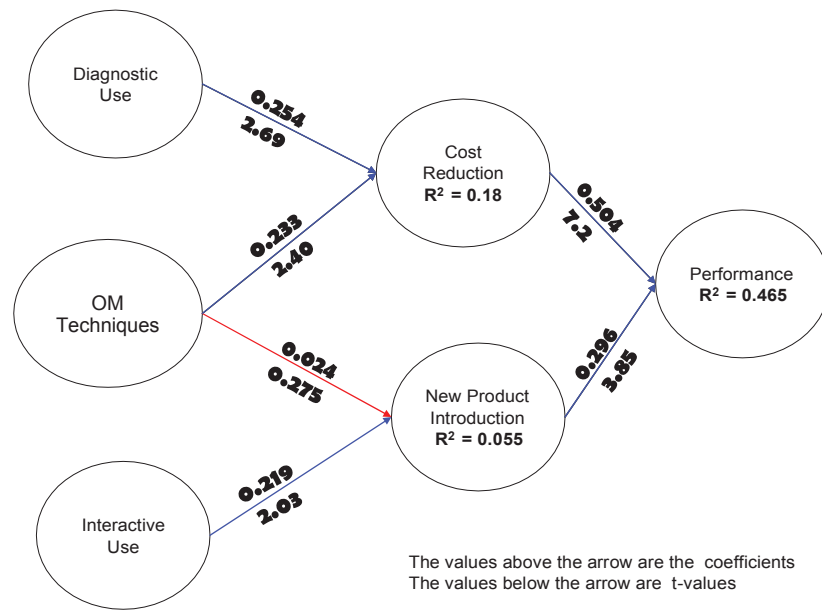 Diagnostic
Use
0.254
2.69
Cost
Reduction
R² = 0.18
0.233
2.40
0.504
7.2
OM
Techniques
Performance
R² = 0.465
0.024
0.275
0.296
3.85
New Product
Introduction
R² = 0.055
0.219
2.03
Interactive
Use
The values above the arrow are the coefficients
The values below the arrow are t-values